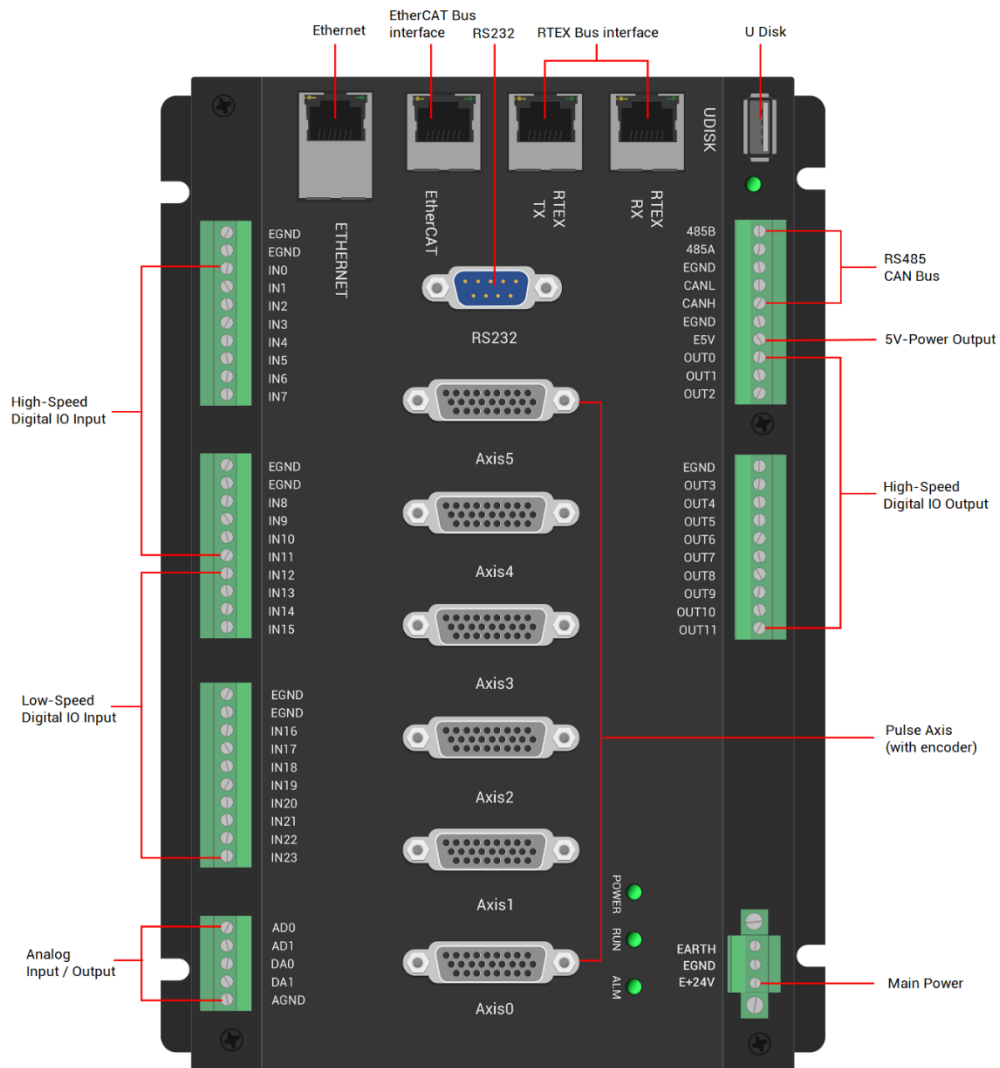 Ethernet
EtherCAT Bus
interface
RS232
RTEX Bus interface
U Disk
UDISK
ETHERNET
EtherCAT
RTEX
TX
RTEX
RX
RS232
Axis5
Axis4
Axis3
Axis2
Axis1
Axis0
High-Speed
Digital IO Input
EGND
EGND
IN0
IN1
IN2
IN3
IN4
IN5
IN6
IN7
EGND
EGND
IN8
IN9
IN10
IN11
IN12
IN13
IN14
IN15
Low-Speed
Digital IO Input
EGND
EGND
IN16
IN17
IN18
IN19
IN20
IN21
IN22
IN23
Analog
Input / Output
AD0
AD1
DA0
DA1
AGND
485B
485A
EGND
CANL
CANH
EGND
E5V
OUT0
OUT1
OUT2
RS485
CAN Bus
5V-Power Output
EGND
OUT3
OUT4
OUT5
OUT6
OUT7
OUT8
OUT9
OUT10
OUT11
High-Speed
Digital IO Output
Pulse Axis
(with encoder)
POWER
RUN
ALM
EARTH
EGND
E+24V
Main Power